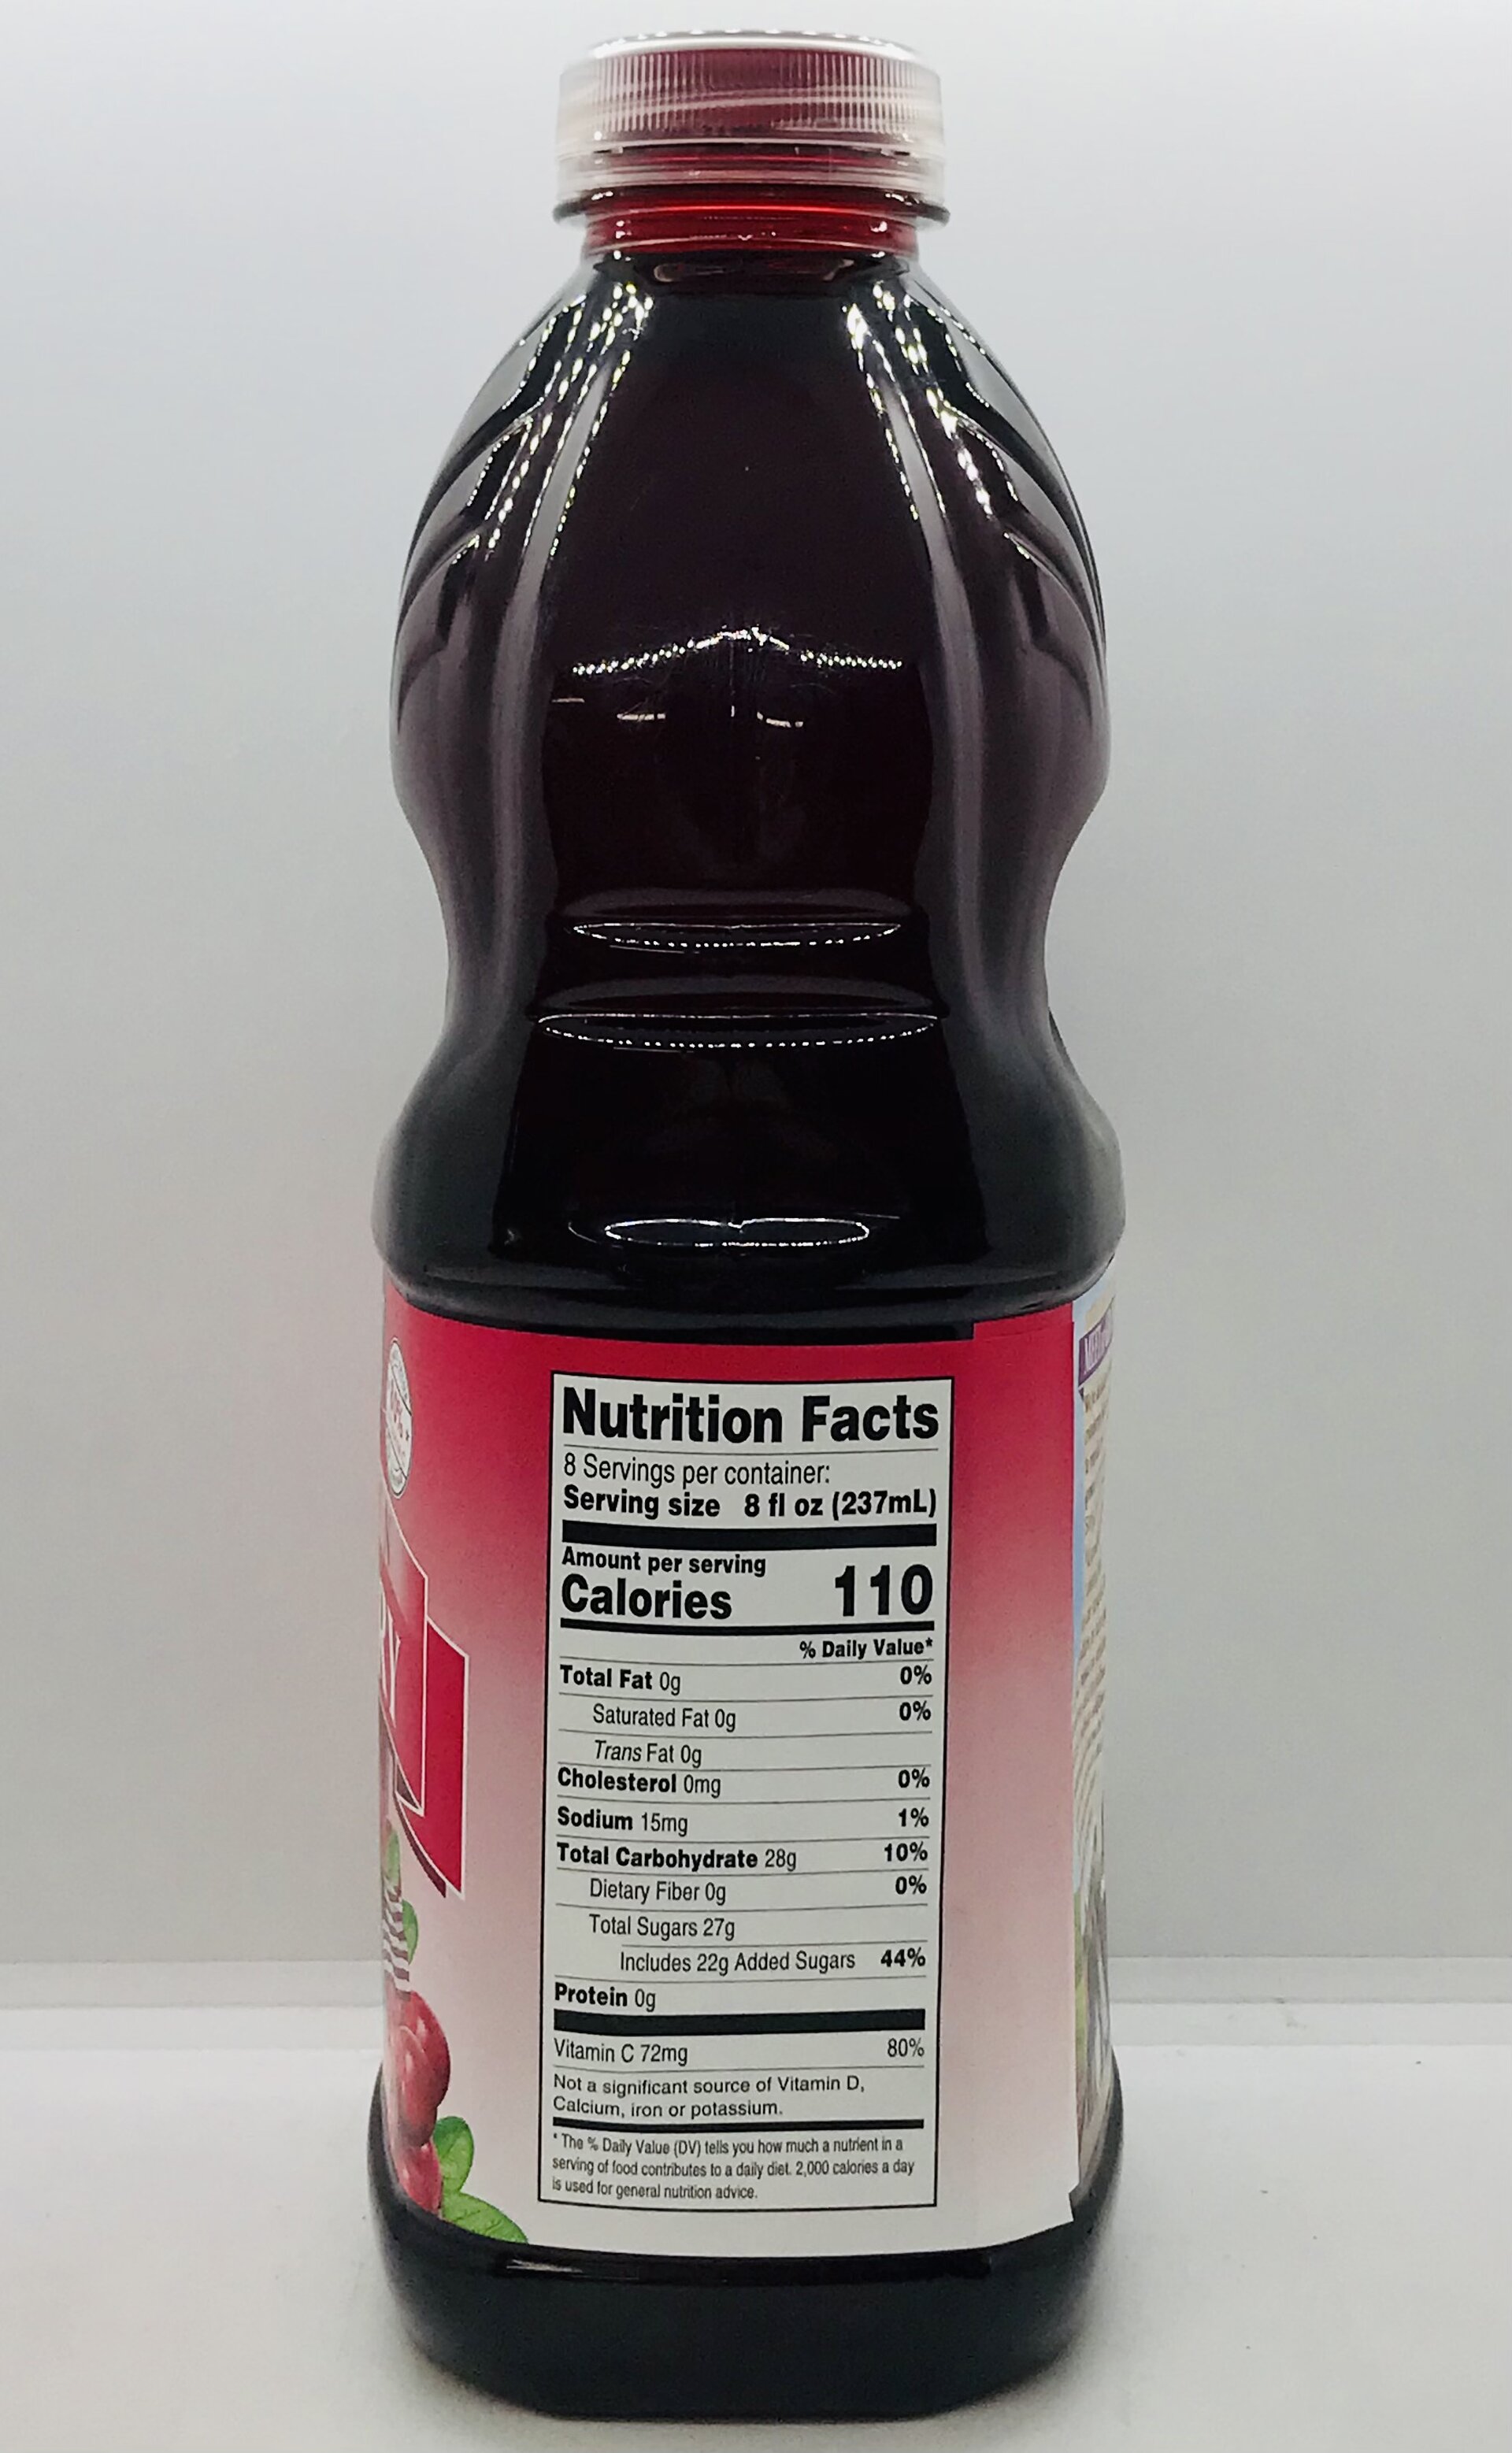 Nutrition Facts
8 Servings per container:
Serving size 8 fl oz (237mL)
Amount per serving
Calories 110
% Daily Value*
Total Fat 0g 0%
Saturated Fat 0g 0%
Trans Fat 0g
Cholesterol 0mg 0%
Sodium 15mg 1%
Total Carbohydrate 28g 10%
Dietary Fiber 0g 0%
Total Sugars 27g
Includes 22g Added Sugars 44%
Protein 0g
Vitamin C 72mg 80%
Not a significant source of Vitamin D,
Calcium, iron or potassium.
* The % Daily Value (DV) tells you how much a nutrient in a
serving of food contributes to a daily diet. 2,000 calories a day
is used for general nutrition advice.